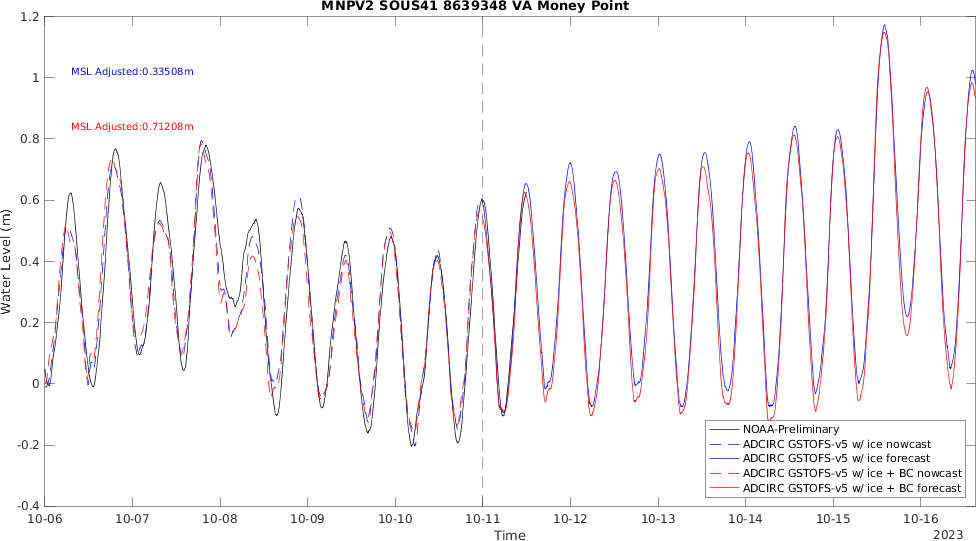 MNPV2 SOUS41 8639348 VA Money Point
1.2
1
0.8
0.6
0.4
0.2
0
-0.2
-0.4
Water Level (m)
MSL Adjusted:0.33508m
MSL Adjusted:0.71208m
NOAA-Preliminary
ADCIRC GSTOFS-v5 w/ ice nowcast
ADCIRC GSTOFS-v5 w/ ice forecast
ADCIRC GSTOFS-v5 w/ ice + BC nowcast
ADCIRC GSTOFS-v5 w/ ice + BC forecast
10-06 10-07 10-08 10-09 10-10 10-11 10-12 10-13 10-14 10-15 10-16
Time
2023